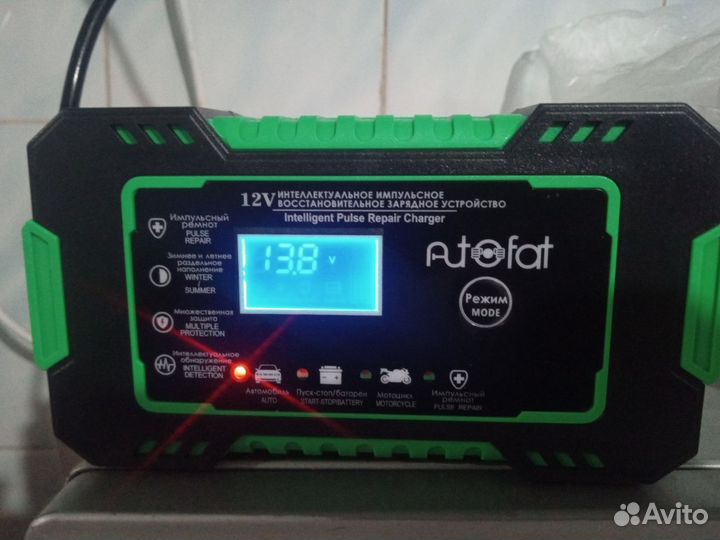 12V ИНТЕЛЛЕКТУАЛЬНОЕ ИМПУЛЬСНОЕ
ВОССТАНОВИТЕЛЬНОЕ ЗАРЯДНОЕ УСТРОЙСТВО
Intelligent Pulse Repair Charger
Импульсный
ремонт
PULSE
REPAIR
Зимнее и летнее
раздельное
наполнение
WINTER
/
SUMMER
Множественная
защита
MULTIPLE
PROTECTION
Интеллектуальное
обнаружение
INTELLIGENT
DETECTION
13.8 V
Autofat
Режим
MODE
Автомобиль
AUTO
Пуск-стоп/батарея
START-STOP/BATTERY
Мотоцикл
MOTORCYCLE
Импульсный
ремонт
PULSE REPAIR
Avito